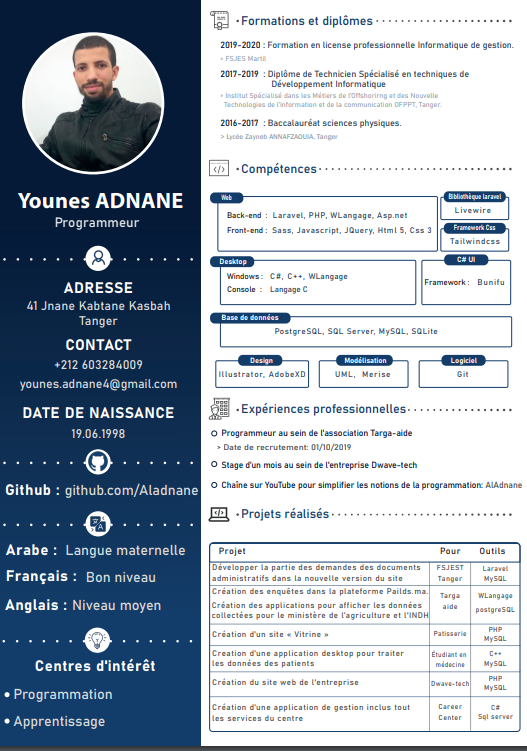 Younes ADNANE
Programmeur
ADRESSE
41 Jnane Kabtane Kasbah
Tanger
CONTACT
+212 603284009
younes.adnane4@gmail.com
DATE DE NAISSANCE
19.06.1998
Github : github.com/Aladnane
Arabe : Langue maternelle
Français : Bon niveau
Anglais : Niveau moyen
Centres d'intérêt
• Programmation
• Apprentissage
Formations et diplômes
2019-2020 : Formation en license professionnelle Informatique de gestion.
> FSJES Martil
2017-2019 : Diplôme de Technicien Spécialisé en techniques de
Développement Informatique
> Institut Spécialisé dans les Métiers de l'Offshoring et des Nouvelle
Technologies de l'information et de la communication OFPPT, Tanger.
2016-2017 : Baccalauréat sciences physiques.
> Lycée Zayneb ANNAFZAOUIA, Tanger
Compétences
Web
Back-end : Laravel, PHP, WLangage, Asp.net
Front-end : Sass, Javascript, JQuery, Html 5, Css 3
Bibliothèque laravel
Livewire
Framework Css
Tailwindcss
Desktop
Windows : C#, C++, WLangage
Console : Langage C
C# UI
Framework : Bunifu
Base de données
PostgreSQL, SQL Server, MySQL, SQLite
Design
Illustrator, AdobeXD
Modélisation
UML, Merise
Logiciel
Git
Expériences professionnelles
Programmeur au sein de l'association Targa-aide
> Date de recrutement: 01/10/2019
Stage d'un mois au sein de l'entreprise Dwave-tech
Chaîne sur YouTube pour simplifier les notions de la programmation: AlAdnane
Projets réalisés
Projet Pour Outils
Développer la partie des demandes des documents
administratifs dans la nouvelle version du site
FSJEST
Tanger
Laravel
MySQL
Création des enquêtes dans la plateforme Pailds.ma.
Création des applications pour afficher les données
collectées pour le ministère de l'agriculture et l'INDH
Targa
aide
WLangage
postgreSQL
Création d'un site « Vitrine »
Patisserie
PHP
MySQL
Création d'une application desktop pour traiter
les données des patients
Étudiant en
médecine
C++
MySQL
Création du site web de l'entreprise
Dwave-tech
PHP
MySQL
Création d'une application de gestion inclus tout
les services du centre
Career
Center
C#
Sql server